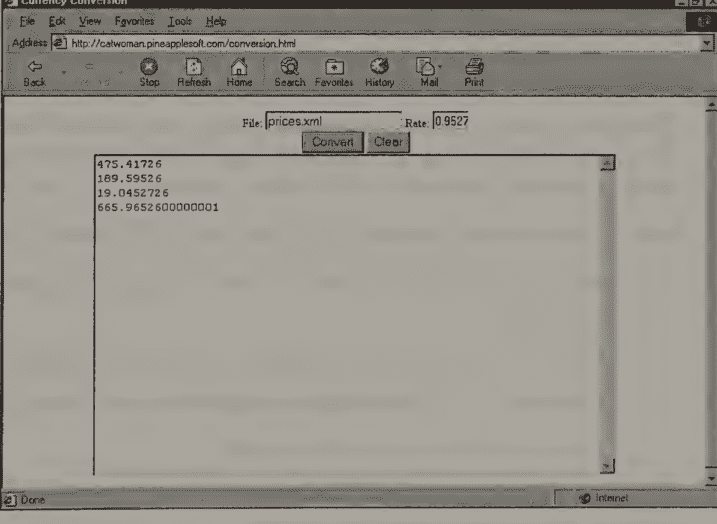 Currency Conversion
File Edit View Favorites Tools Help
Address http://catwoman.pineapplesoft.com/conversion.html
Back Stop Refresh Home Search Favorites History Mail Print
File: prices.xml Rate: 0.9527
Convert Clear
475.41726
189.59526
19.0452726
665.9652600000001
Done Internet